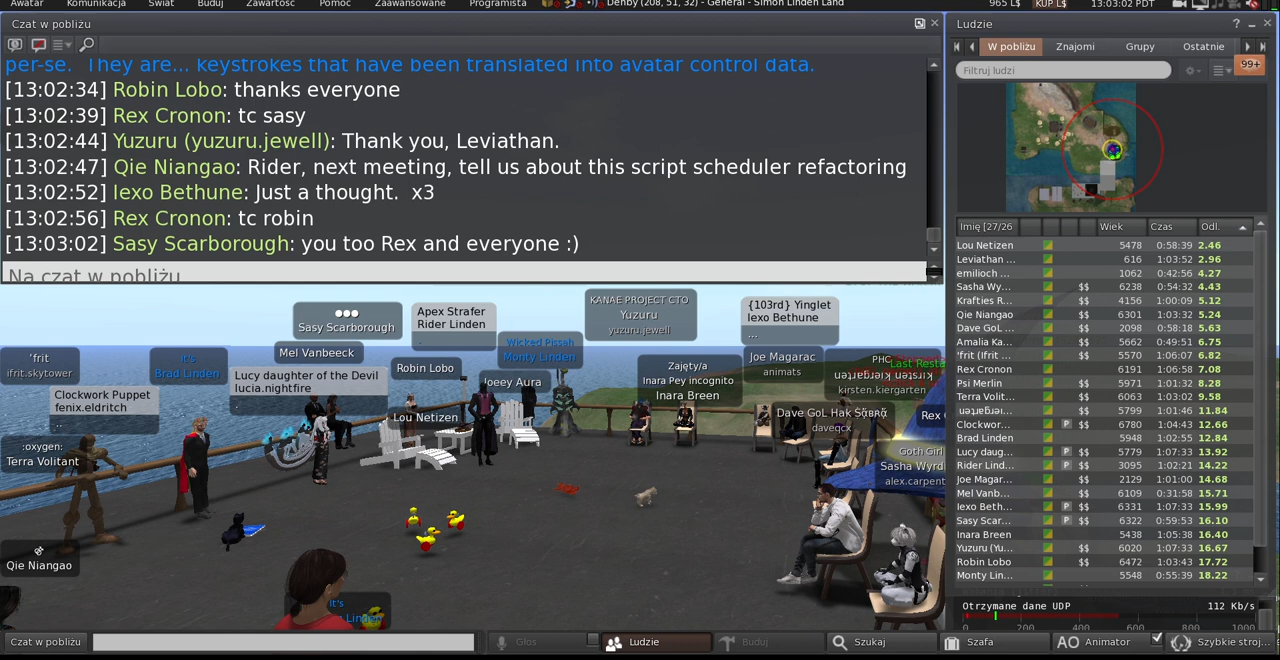 Awatar Komunikacja Świat Buduj Zawartość Pomoc Zaawansowane Programista Denby (208, 51, 32) - General - Simon Linden Land 965 L$ KUP L$ 13:03:02 PDT
Czat w pobliżu
per-se. They are... keystrokes that have been translated into avatar control data.
[13:02:34] Robin Lobo: thanks everyone
[13:02:39] Rex Cronon: tc sasy
[13:02:44] Yuzuru (yuzuru.jewell): Thank you, Leviathan.
[13:02:47] Qie Niangao: Rider, next meeting, tell us about this script scheduler refactoring
[13:02:52] Iexo Bethune: Just a thought. x3
[13:02:56] Rex Cronon: tc robin
[13:03:02] Sasy Scarborough: you too Rex and everyone :)
Na czat w pobliżu
●●●
Sasy Scarborough
Apex Strafer
Rider Linden
.
KANAE PROJECT CTO
Yuzuru
yuzuru.jewell
{103rd} Yinglet
Iexo Bethune
...
'frit
ifrit.skytower
It's
Brad Linden
Mel Vanbeeck
Wicked Pissah
Monty Linden
Robin Lobo
Joeey Aura
Lucy daughter of the Devil
lucia.nightfire
.
Clockwork Puppet
fenix.eldritch
..
Lou Netizen
Zajęty/a
Inara Pey incognito
Inara Breen
Joe Magarac
animats
PHC
Last Resta
kirsten.kiergarten
Dave GoL
daveqcx
Rex C
:oxygen:
Terra Volitant
Goth Girl
Sasha Wyrd
alex.carpent
Qie Niangao
It's
Linden
Ludzie
? _ ×
W pobliżu Znajomi Grupy Ostatnie
99+
Filtruj ludzi
Imię [27/26 Wiek Czas Odl.
Lou Netizen 5478 0:58:39 2.46
Leviathan ... 616 1:03:52 2.96
emilioch ... 1062 0:42:56 4.27
Sasha Wy... $$ 6238 0:54:32 4.43
Krafties R... $$ 4156 1:00:09 5.12
Qie Niangao $$ 6301 1:03:32 5.24
Dave GoL ... $$ 2098 0:58:18 5.63
Amalia Ka... $$ 5662 0:49:51 6.75
'frit (Ifrit ... $$ 5570 1:06:07 6.82
Rex Cronon $$ 6191 1:06:58 7.08
Psi Merlin $$ 5971 1:01:32 8.28
Terra Volit... $$ 6063 1:03:02 9.58
$$ 5799 1:01:46 11.84
Clockwor... P $$ 6780 1:04:43 12.66
Brad Linden 5948 1:02:55 12.84
Lucy daug... P $$ 5779 1:07:13 13.92
Rider Lind... P $$ 3095 1:02:21 14.22
Joe Magar... $$ 2129 1:01:00 14.68
Mel Vanb... $$ 6109 0:31:58 15.71
Iexo Beth... P $$ 6331 1:07:33 15.99
Sasy Scar... P $$ 6322 0:59:53 16.10
Inara Breen 5438 1:05:38 16.40
Yuzuru (Yu... $$ 6020 1:07:33 16.67
Robin Lobo $$ 6472 1:03:43 17.72
Monty Lin... 5548 0:55:39 18.22
Otrzymane dane UDP 112 Kb/s
0 200 400 600 800 1000
Czat w pobliżu Głos Ludzie Buduj Szukaj Szafa AO Animator Szybkie stroj...